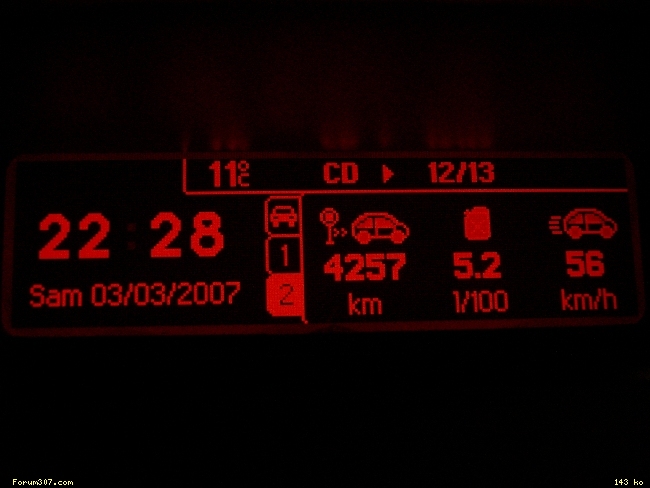 11°C CD 12/13
22:28
Sam 03/03/2007
1
2
4257 5.2 56
km l/100 km/h
Forum307.com 143 ko